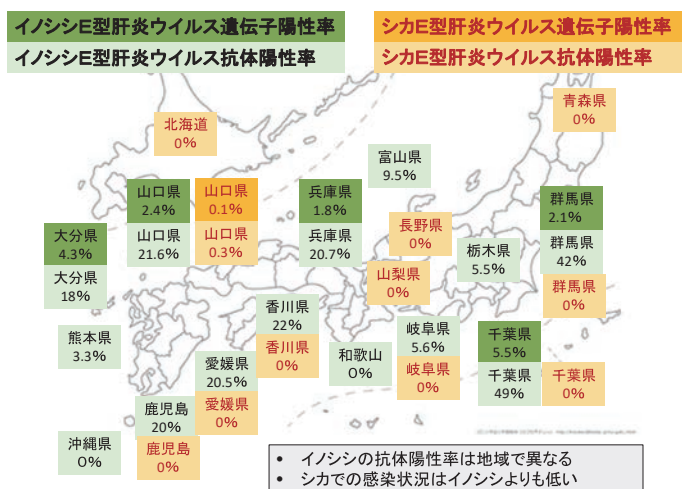 イノシシE型肝炎ウイルス遺伝子陽性率
イノシシE型肝炎ウイルス抗体陽性率
シカE型肝炎ウイルス遺伝子陽性率
シカE型肝炎ウイルス抗体陽性率
北海道
0%
青森県
0%
富山県
9.5%
山口県
2.4%
山口県
21.6%
山口県
0.1%
山口県
0.3%
兵庫県
1.8%
兵庫県
20.7%
群馬県
2.1%
群馬県
42%
群馬県
0%
長野県
0%
栃木県
5.5%
山梨県
0%
大分県
4.3%
大分県
18%
熊本県
3.3%
香川県
22%
香川県
0%
和歌山
0%
岐阜県
5.6%
岐阜県
0%
千葉県
5.5%
千葉県
49%
千葉県
0%
愛媛県
20.5%
愛媛県
0%
鹿児島
20%
鹿児島
0%
沖縄県
0%
• イノシシの抗体陽性率は地域で異なる
• シカでの感染状況はイノシシよりも低い